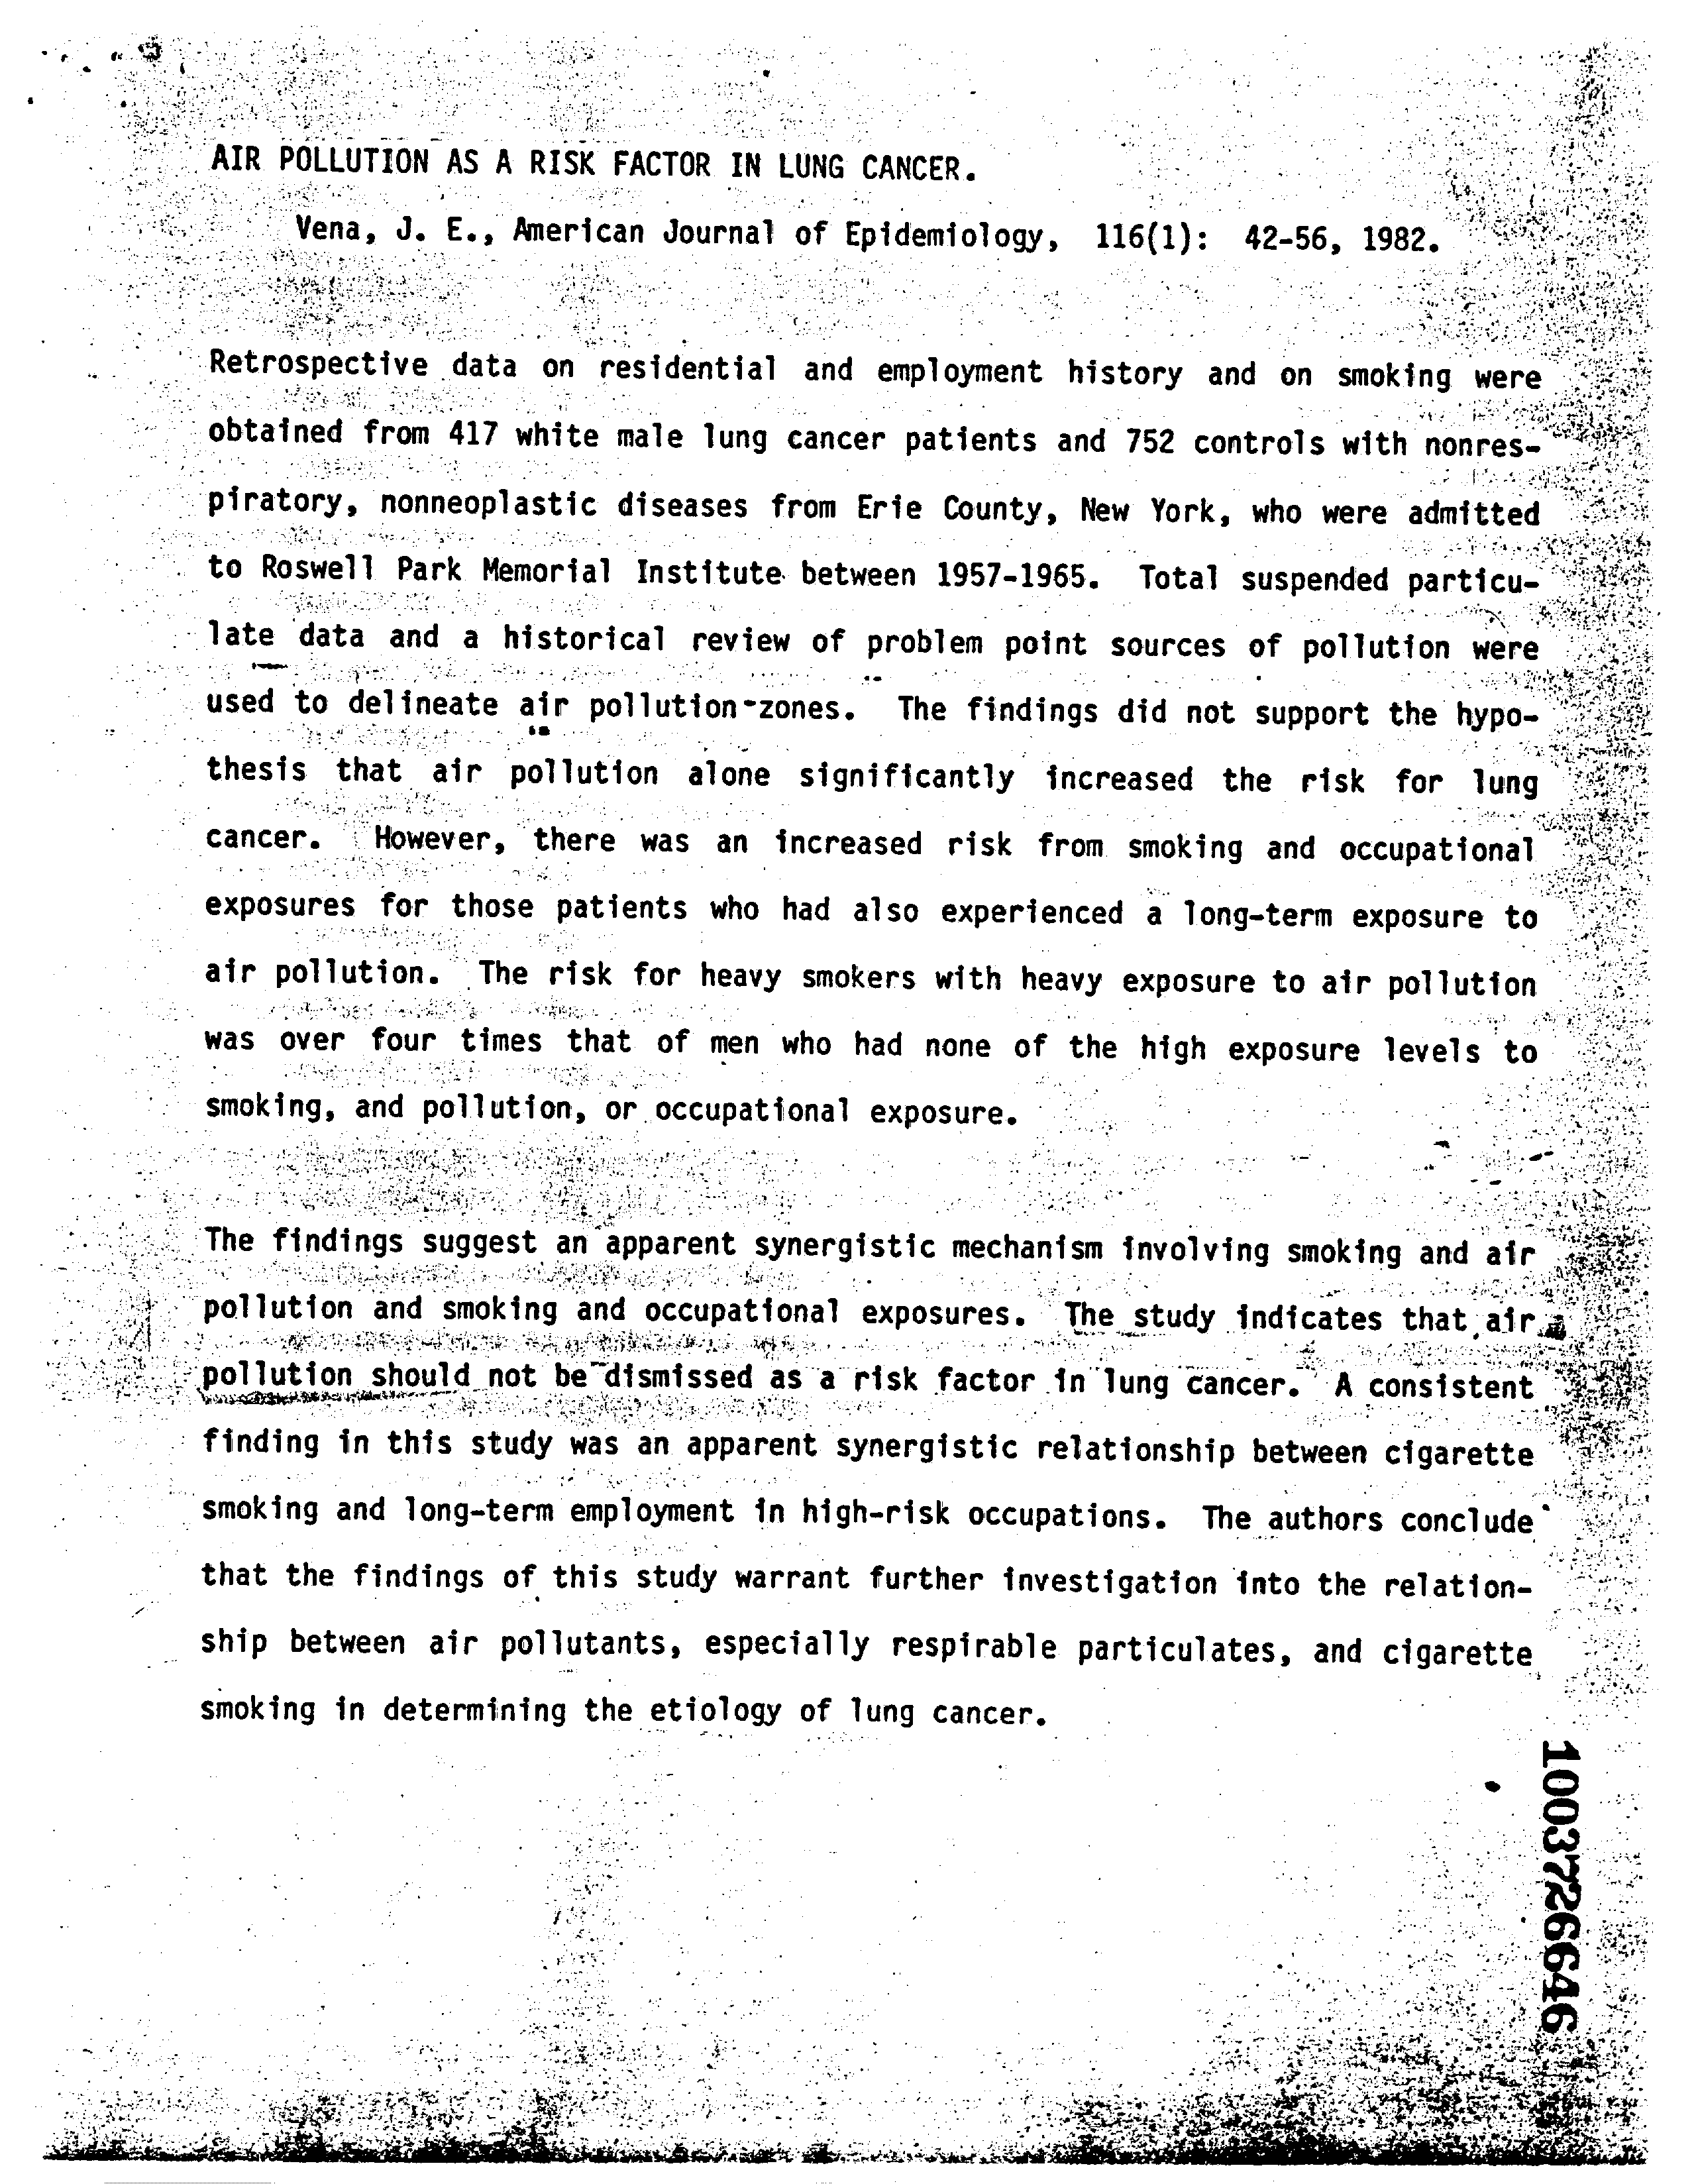 AIR POLLUTION AS A RISK FACTOR IN LUNG CANCER.
Vena, J. E., American Journal of Epidemiology, 116(1): 42-56, 1982.
Retrospective data on residential and employment history and on smoking were
obtained from 417 white male lung cancer patients and 752 controls with nonres-
piratory, nonneoplastic diseases from Erie County, New York, who were admitted
to Roswell Park Memorial Institute between 1957-1965. Total suspended particu-
late data and a historical review of problem point sources of pollution were
used to delineate air pollution-zones. The findings did not support the hypo-
thesis that air pollution alone significantly increased the risk for lung
cancer. However, there was an increased risk from smoking and occupational
exposures for those patients who had also experienced a long-term exposure to
air pollution. The risk for heavy smokers with heavy exposure to air pollution
was over four times that of men who had none of the high exposure levels to
smoking, and pollution, or occupational exposure.
The findings suggest an apparent synergistic mechanism involving smoking and air
pollution and smoking and occupational exposures. The study indicates that air
pollution should not be dismissed as a risk factor in lung cancer. A consistent
finding in this study was an apparent synergistic relationship between cigarette
smoking and long-term employment in high-risk occupations. The authors conclude
that the findings of this study warrant further investigation into the relation-
ship between air pollutants, especially respirable particulates, and cigarette
smoking in determining the etiology of lung cancer.
1003726646